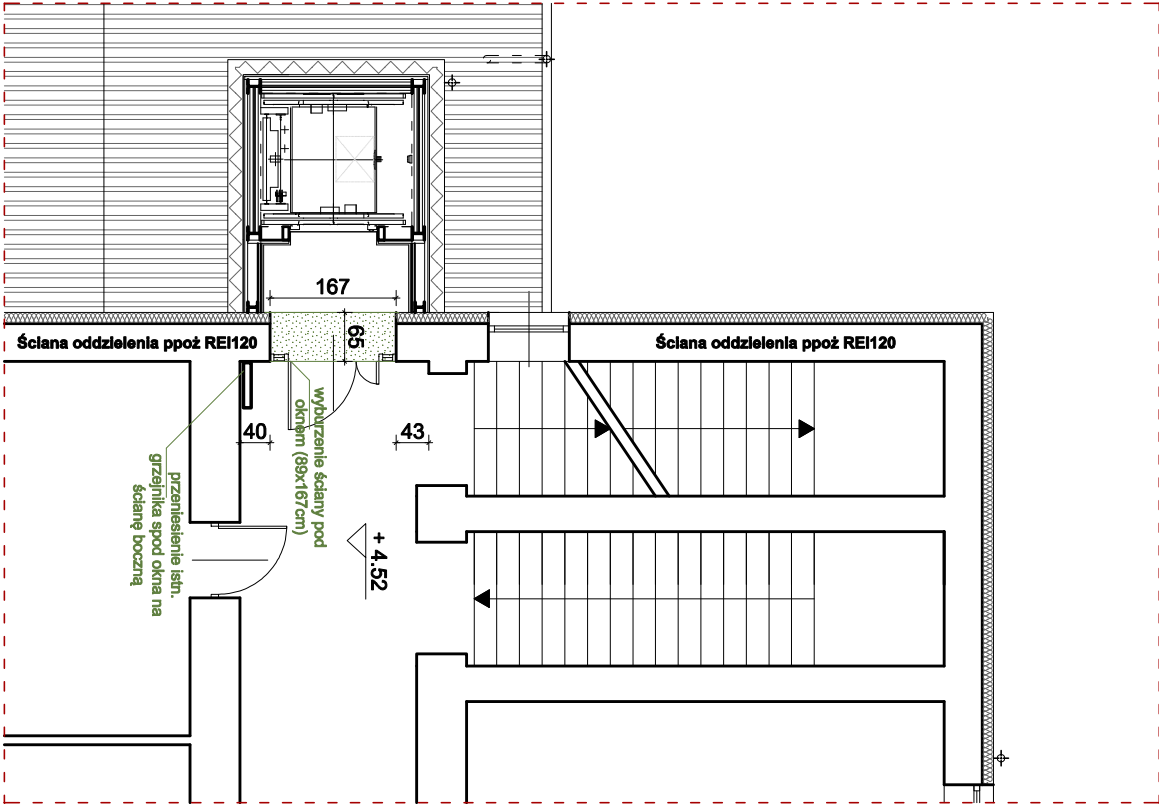 167
65
Ściana oddzielenia ppoż REI120
Ściana oddzielenia ppoż REI120
40
43
wyburzenie ściany pod
oknem (89x167cm)
przeniesienie istn.
grzejnika spod okna na
ścianę boczną
+ 4.52